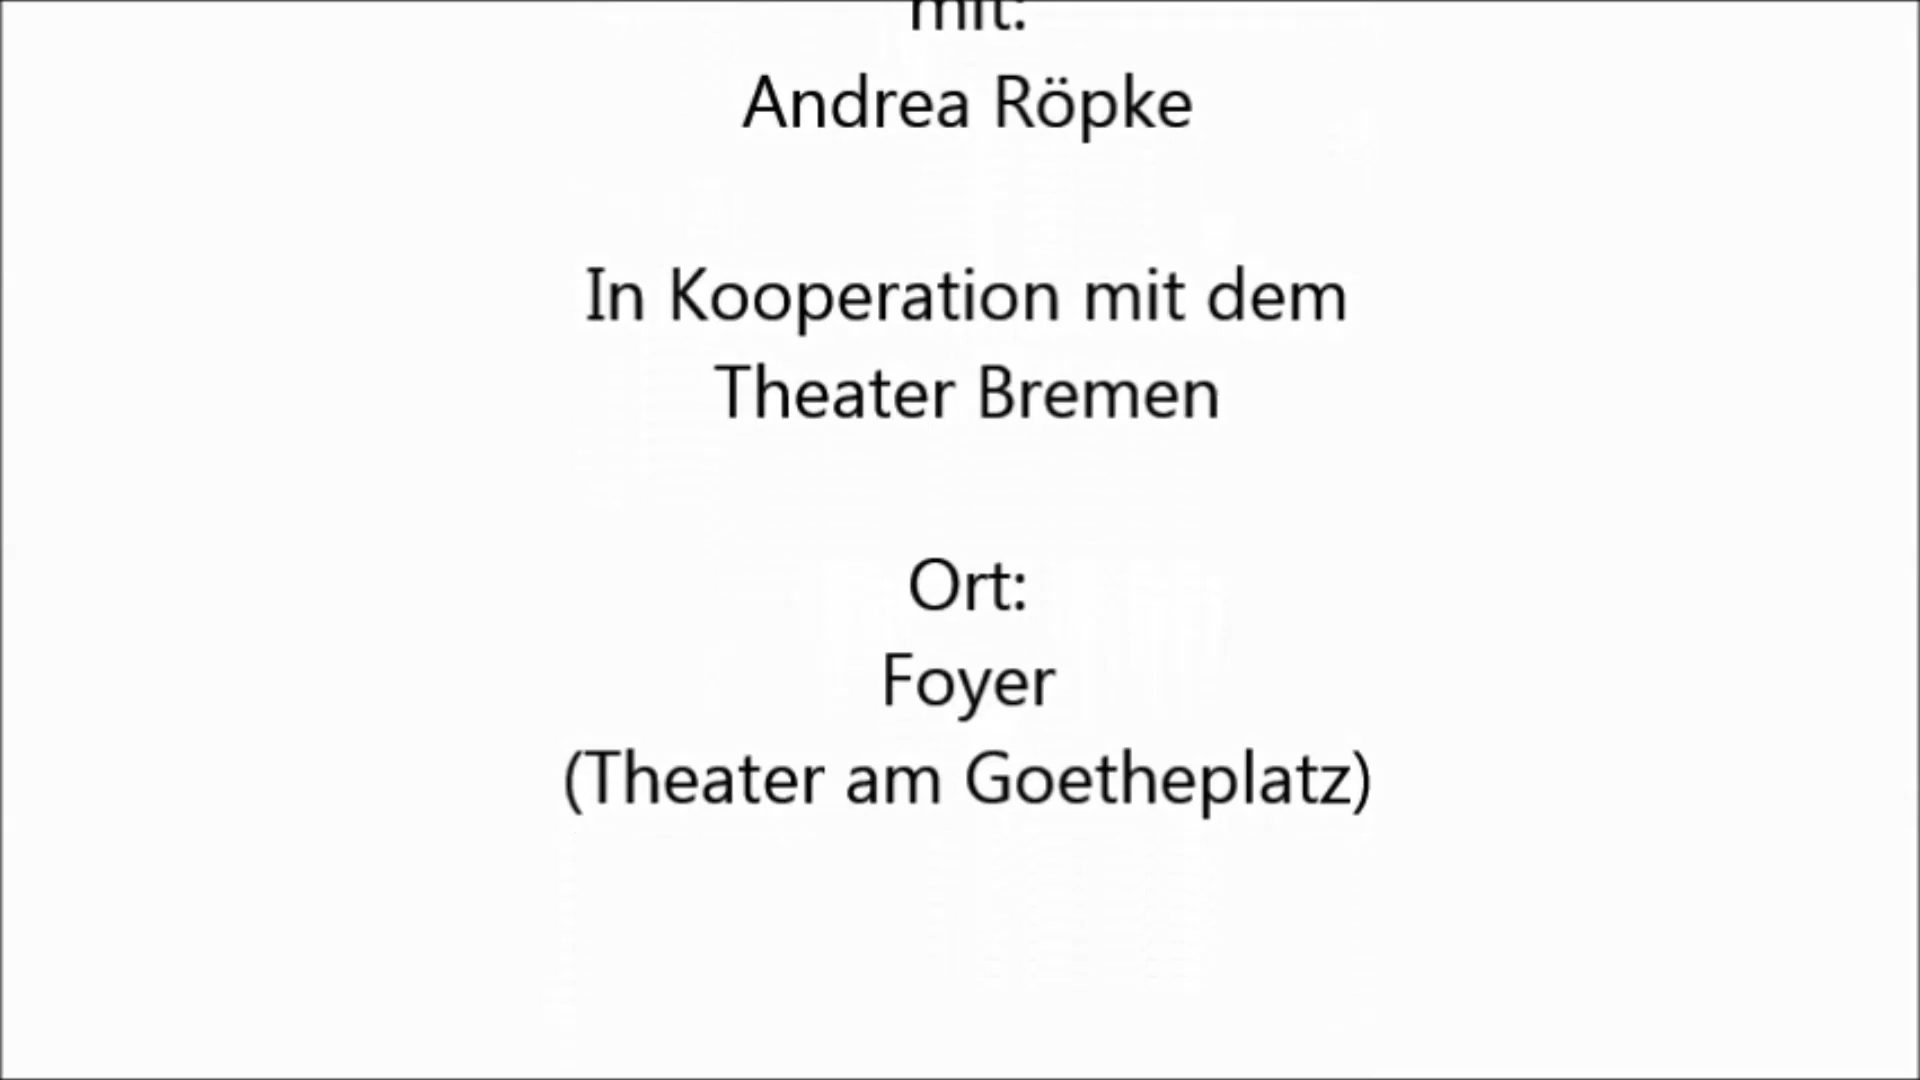 mit:
Andrea Röpke
In Kooperation mit dem
Theater Bremen
Ort:
Foyer
(Theater am Goetheplatz)